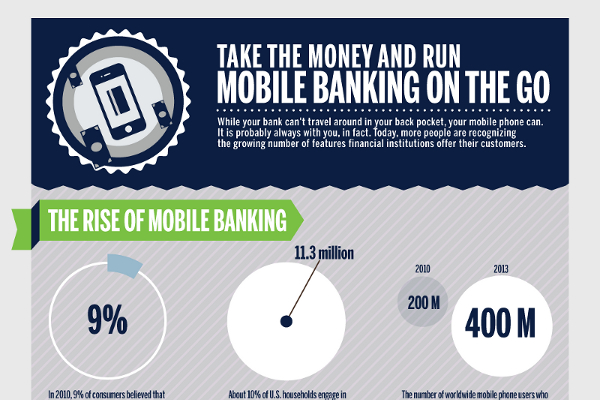 TAKE THE MONEY AND RUN
MOBILE BANKING ON THE GO
While your bank can't travel around in your back pocket, your mobile phone can.
It is probably always with you, in fact. Today, more people are recognizing
the growing number of features financial institutions offer their customers.
THE RISE OF MOBILE BANKING
9%
11.3 million
2010
200 M
2013
400 M
In 2010, 9% of consumers believed that
About 10% of U.S. households engage in
The number of worldwide mobile phone users who